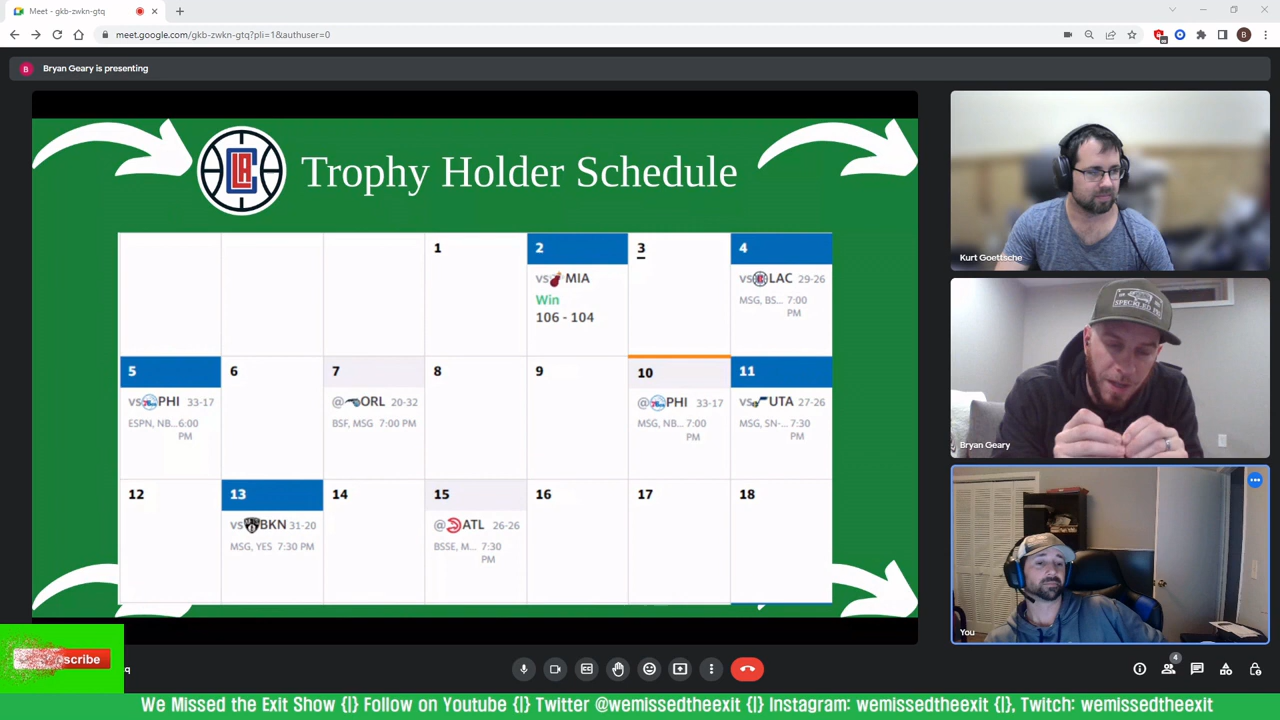 Meet - gkb-zwkn-gtq
meet.google.com/gkb-zwkn-gtq?pli=1&authuser=0
B
B
Bryan Geary is presenting
LAC
Trophy Holder Schedule
1
2
3
4
vs MIA
Win
106 - 104
vs LAC 29-26
MSG, BS... 7:00 PM
5
6
7
8
9
10
11
vs PHI 33-17
ESPN, NB...6:00 PM
@ ORL 20-32
BSF, MSG 7:00 PM
@ PHI 33-17
MSG, NB... 7:00 PM
vs UTA 27-26
MSG, SN-... 7:30 PM
12
13
14
15
16
17
18
vs BKN 31-20
MSG, YES 7:30 PM
@ ATL 26-26
BSSE, M... 7:30 PM
Kurt Goettsche
SPECKLED
Bryan Geary
You
scribe
q
4
We Missed the Exit Show {|} Follow on Youtube {|} Twitter @wemissedtheexit {|} Instagram: wemissedtheexit {|}, Twitch: wemissedtheexit